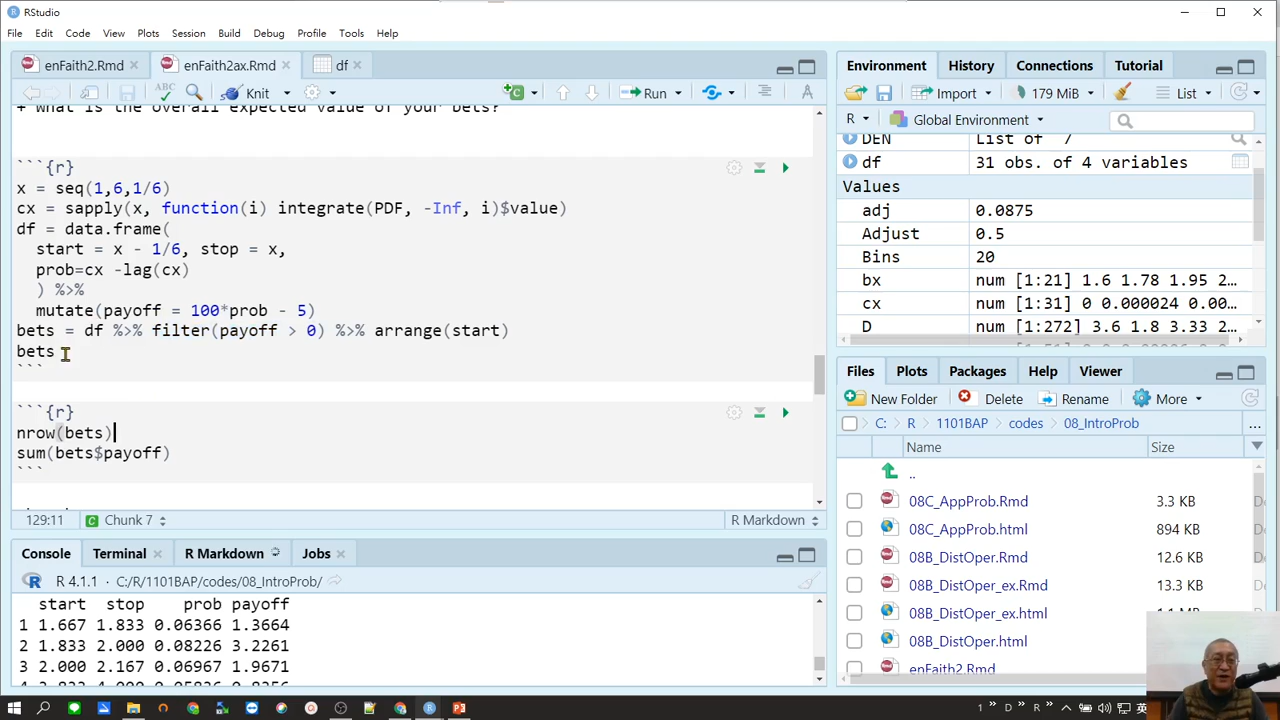 RStudio
File Edit Code View Plots Session Build Debug Profile Tools Help
enFaith2.Rmd enFaith2ax.Rmd df
Knit Run
+ What is the overall expected value of your bets?
```{r}
x = seq(1,6,1/6)
cx = sapply(x, function(i) integrate(PDF, -Inf, i)$value)
df = data.frame(
start = x - 1/6, stop = x,
prob=cx -lag(cx)
) %>%
mutate(payoff = 100*prob - 5)
bets = df %>% filter(payoff > 0) %>% arrange(start)
bets
```
```{r}
nrow(bets)
sum(bets$payoff)
```
129:11 Chunk 7 R Markdown
Console Terminal R Markdown Jobs
R 4.1.1 · C:/R/1101BAP/codes/08_IntroProb/
start stop prob payoff
1 1.667 1.833 0.06366 1.3664
2 1.833 2.000 0.08226 3.2261
3 2.000 2.167 0.06967 1.9671
4 3.833 4.000 0.05826 0.8256
Environment History Connections Tutorial
Import 179 MiB List
R Global Environment
DEN List of 7
df 31 obs. of 4 variables
Values
adj 0.0875
Adjust 0.5
Bins 20
bx num [1:21] 1.6 1.78 1.95 2…
cx num [1:31] 0 0.000024 0.00…
D num [1:272] 3.6 1.8 3.33 2…
Files Plots Packages Help Viewer
New Folder Delete Rename More
C: R 1101BAP codes 08_IntroProb ...
Name Size
..
08C_AppProb.Rmd 3.3 KB
08C_AppProb.html 894 KB
08B_DistOper.Rmd 12.6 KB
08B_DistOper_ex.Rmd 13.3 KB
08B_DistOper_ex.html
08B_DistOper.html
enFaith2.Rmd